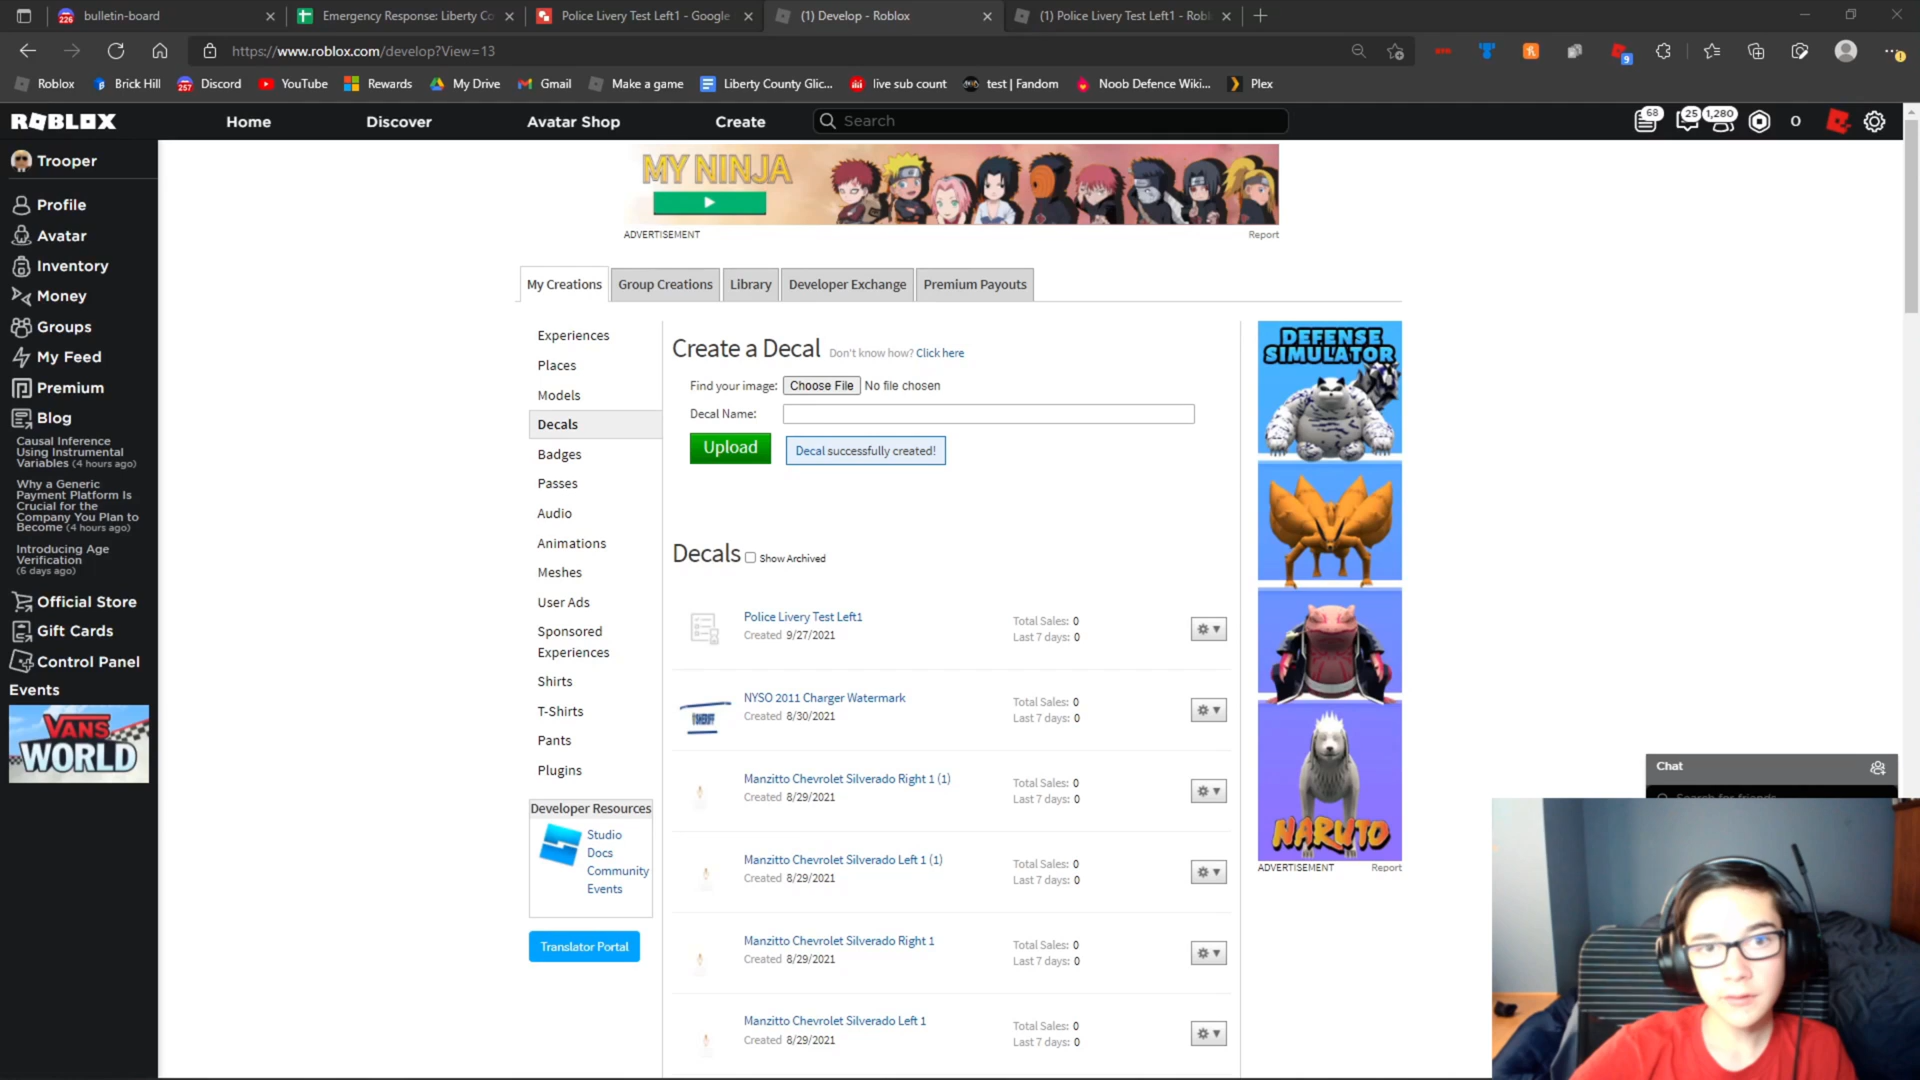 226
bulletin-board
Emergency Response: Liberty Co
Police Livery Test Left1 - Google
(1) Develop - Roblox
(1) Police Livery Test Left1 - Robl
https://www.roblox.com/develop?View=13
9
Roblox
Brick Hill
257
Discord
YouTube
Rewards
My Drive
Gmail
Make a game
Liberty County Glic...
live sub count
test | Fandom
Noob Defence Wiki...
Plex
ROBLOX
Home
Discover
Avatar Shop
Create
Search
68
25
1,280
0
Trooper
Profile
Avatar
Inventory
Money
Groups
My Feed
Premium
Blog
Causal Inference
Using Instrumental
Variables (4 hours ago)
Why a Generic
Payment Platform Is
Crucial for the
Company You Plan to
Become (4 hours ago)
Introducing Age
Verification
(6 days ago)
Official Store
Gift Cards
Control Panel
Events
VANS
WORLD
MY NINJA
ADVERTISEMENT
Report
My Creations
Group Creations
Library
Developer Exchange
Premium Payouts
Experiences
Places
Models
Decals
Badges
Passes
Audio
Animations
Meshes
User Ads
Sponsored
Experiences
Shirts
T-Shirts
Pants
Plugins
Developer Resources
Studio
Docs
Community
Events
Translator Portal
Create a Decal
Don't know how? Click here
Find your image:
Choose File
No file chosen
Decal Name:
Upload
Decal successfully created!
Decals
Show Archived
Police Livery Test Left1
Created 9/27/2021
Total Sales: 0
Last 7 days: 0
SHERIFF
NYSO 2011 Charger Watermark
Created 8/30/2021
Total Sales: 0
Last 7 days: 0
Manzitto Chevrolet Silverado Right 1 (1)
Created 8/29/2021
Total Sales: 0
Last 7 days: 0
Manzitto Chevrolet Silverado Left 1 (1)
Created 8/29/2021
Total Sales: 0
Last 7 days: 0
Manzitto Chevrolet Silverado Right 1
Created 8/29/2021
Total Sales: 0
Last 7 days: 0
Manzitto Chevrolet Silverado Left 1
Created 8/29/2021
Total Sales: 0
Last 7 days: 0
DEFENSE
SIMULATOR
NARUTO
ADVERTISEMENT
Report
Chat
Search for friends